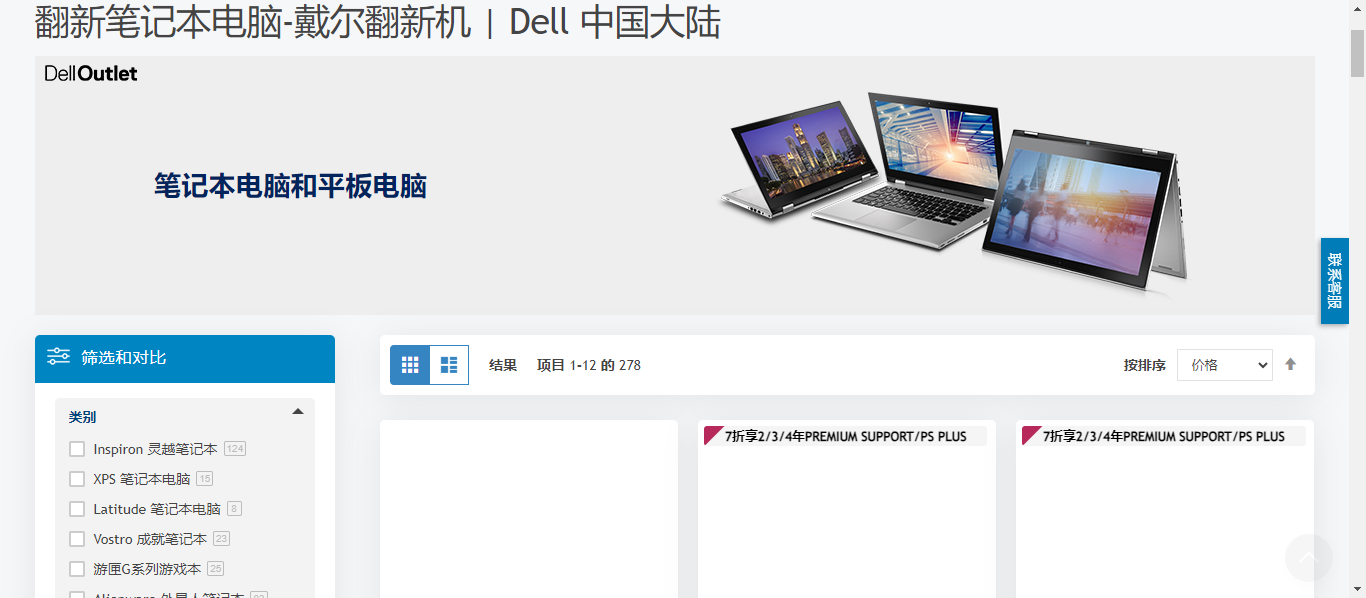 翻新笔记本电脑-戴尔翻新机 | Dell 中国大陆
DellOutlet
笔记本电脑和平板电脑
联系客服
筛选和对比
结果 项目 1-12 的 278
按排序 价格
类别
7折享2/3/4年PREMIUM SUPPORT/PS PLUS
7折享2/3/4年PREMIUM SUPPORT/PS PLUS
Inspiron 灵越笔记本 124
XPS 笔记本电脑 15
Latitude 笔记本电脑 8
Vostro 成就笔记本 23
游匣G系列游戏本 25